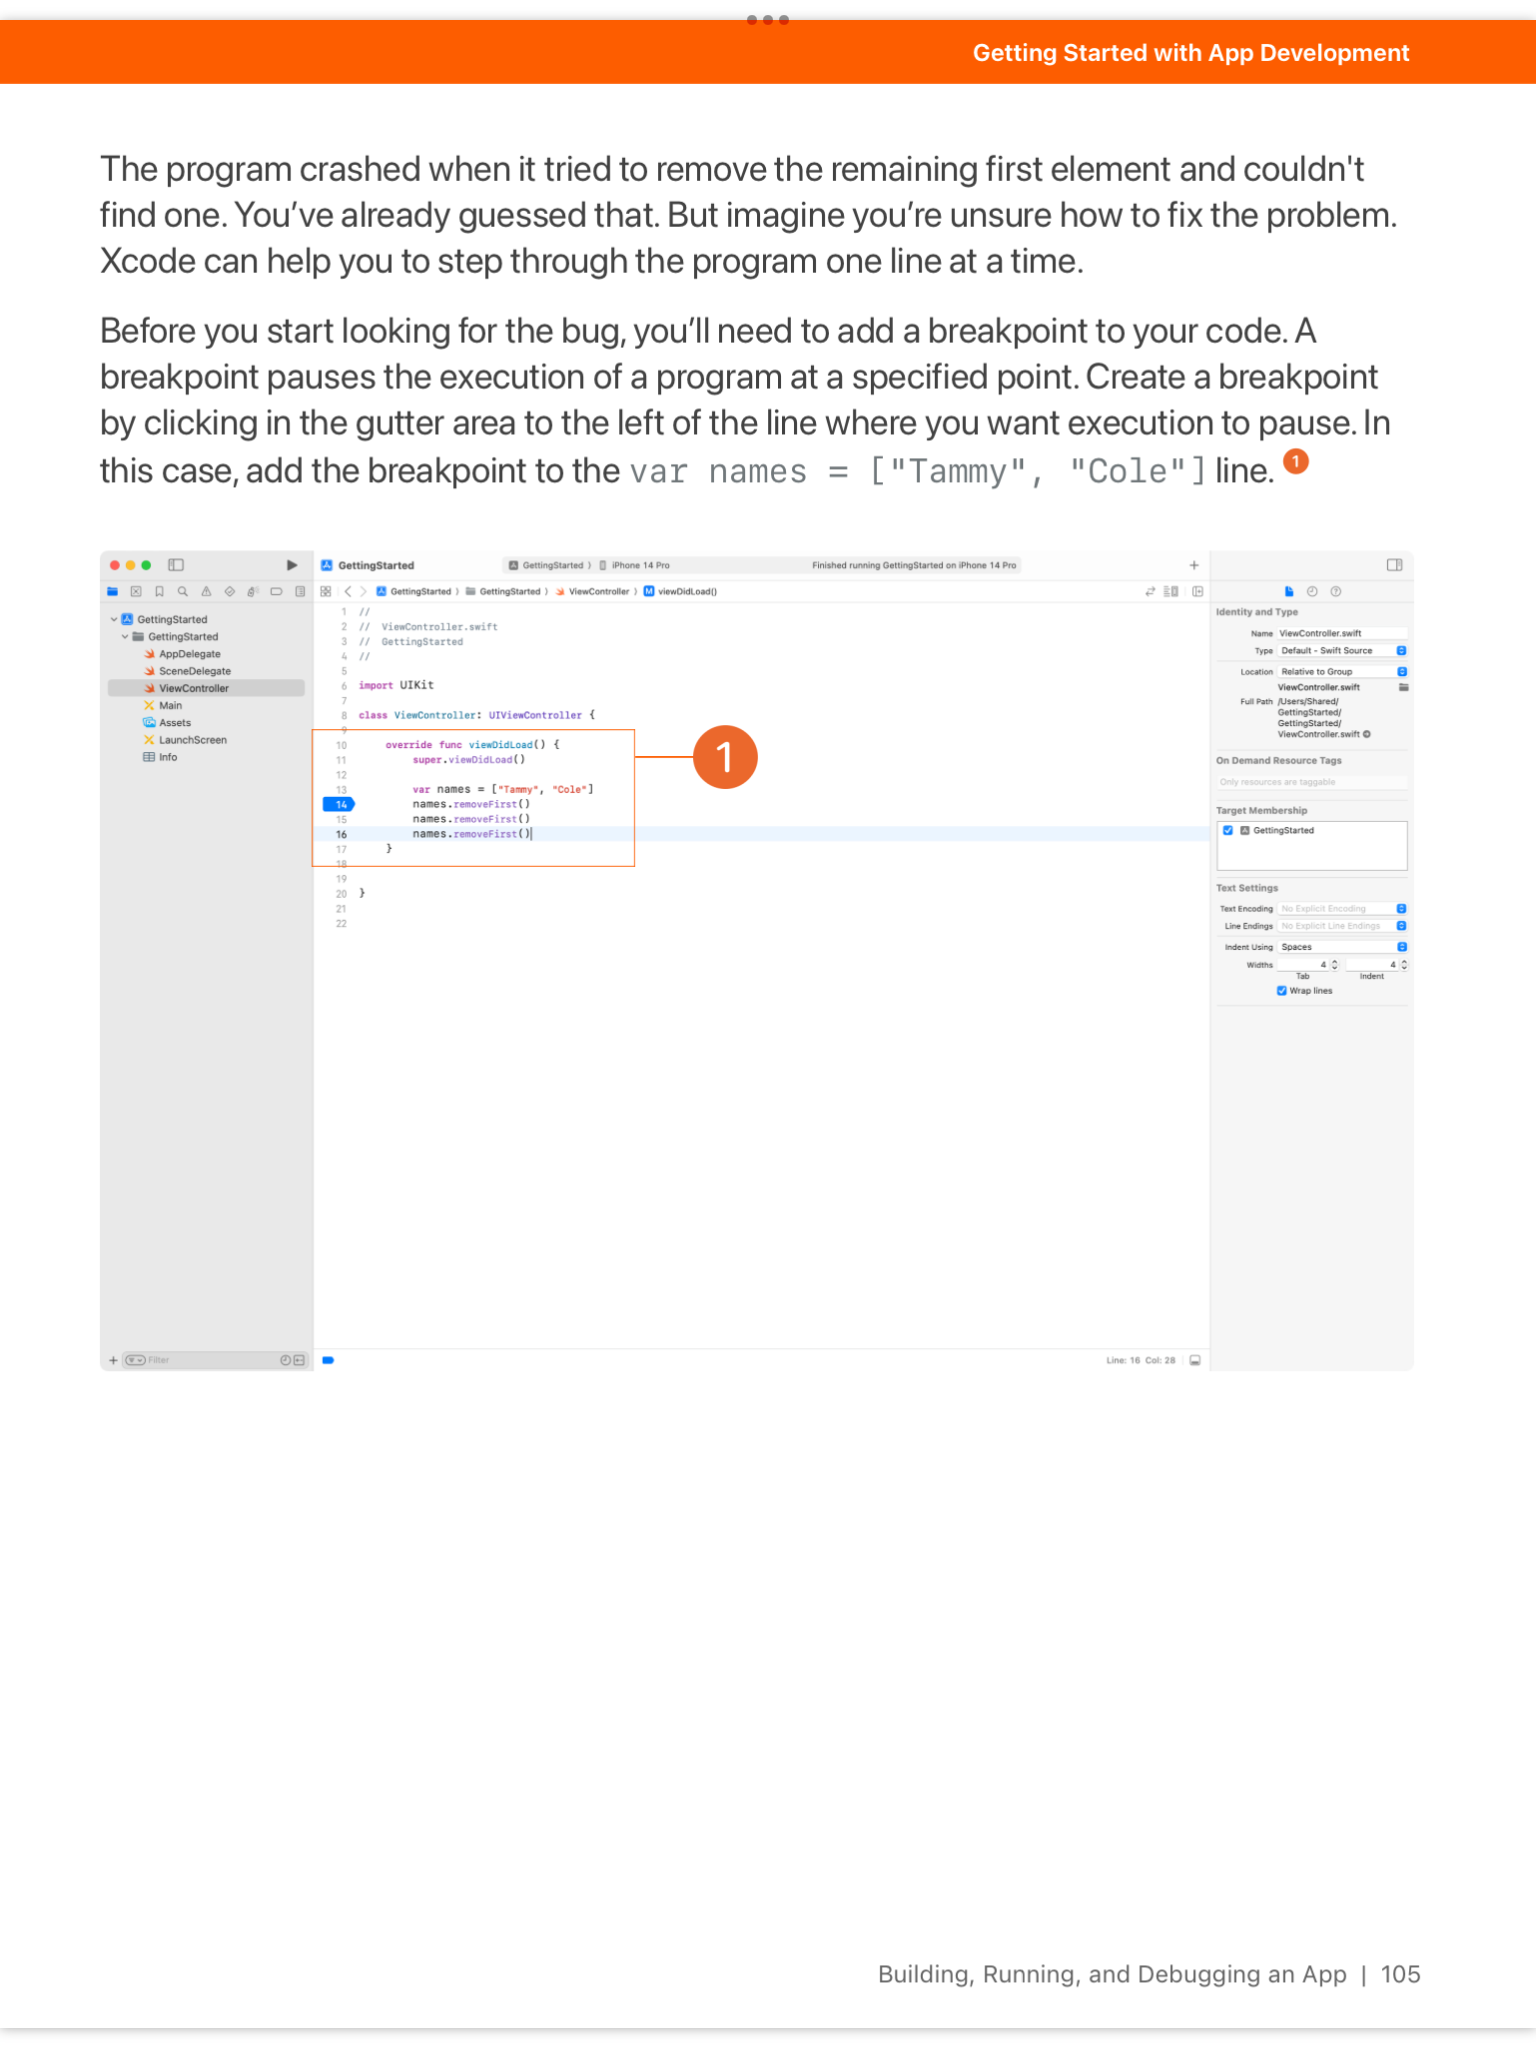 Getting Started with App Development
The program crashed when it tried to remove the remaining first element and couldn't
find one. You’ve already guessed that. But imagine you’re unsure how to fix the problem.
Xcode can help you to step through the program one line at a time.
Before you start looking for the bug, you’ll need to add a breakpoint to your code. A
breakpoint pauses the execution of a program at a specified point. Create a breakpoint
by clicking in the gutter area to the left of the line where you want execution to pause. In
this case, add the breakpoint to the var names = ["Tammy", "Cole"] line. 1
GettingStarted
GettingStarted
AppDelegate
SceneDelegate
ViewController
Main
Assets
LaunchScreen
Info
Filter
GettingStarted
GettingStarted ⟩ iPhone 14 Pro
Finished running GettingStarted on iPhone 14 Pro
GettingStarted ⟩ GettingStarted ⟩ ViewController ⟩ M viewDidLoad()
1 //
2 // ViewController.swift
3 // GettingStarted
4 //
5
6 import UIKit
7
8 class ViewController: UIViewController {
9
10 override func viewDidLoad() {
11 super.viewDidLoad()
12
13 var names = ["Tammy", "Cole"]
14 names.removeFirst()
15 names.removeFirst()
16 names.removeFirst()
17 }
18
19
20 }
21
22
1
Line: 16 Col: 28
Identity and Type
Name ViewController.swift
Type Default - Swift Source
Location Relative to Group
ViewController.swift
Full Path /Users/Shared/
GettingStarted/
GettingStarted/
ViewController.swift
On Demand Resource Tags
Only resources are taggable
Target Membership
GettingStarted
Text Settings
Text Encoding No Explicit Encoding
Line Endings No Explicit Line Endings
Indent Using Spaces
Widths 4 4
Tab Indent
Wrap lines
Building, Running, and Debugging an App | 105